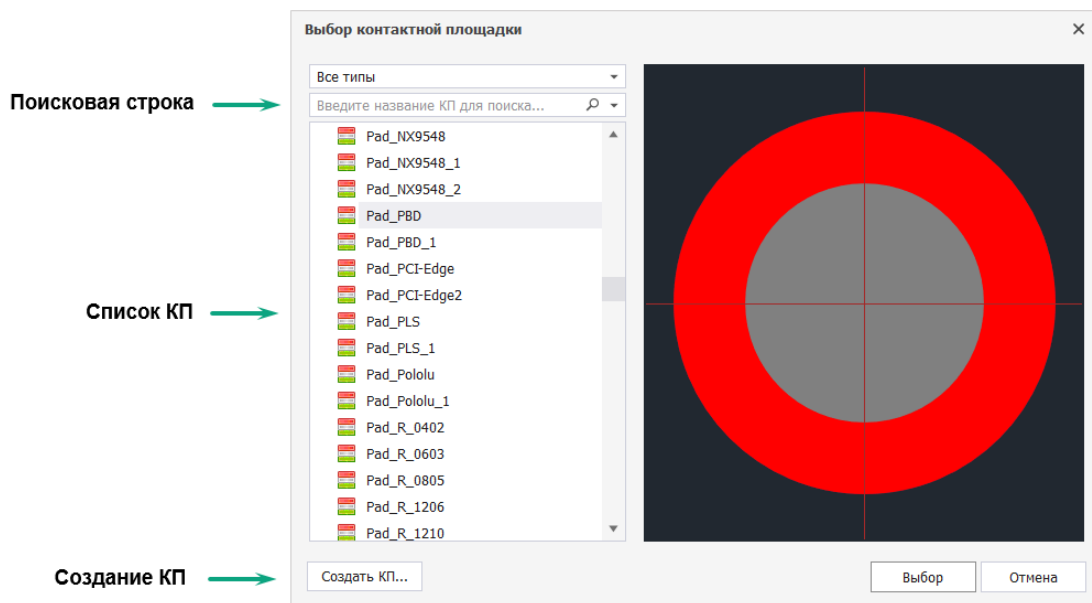 Выбор контактной площадки
Все типы
Поисковая строка
Введите название КП для поиска...
Pad_NX9548
Pad_NX9548_1
Pad_NX9548_2
Pad_PBD
Pad_PBD_1
Pad_PCI-Edge
Pad_PCI-Edge2
Список КП
Pad_PLS
Pad_PLS_1
Pad_Pololu
Pad_Pololu_1
Pad_R_0402
Pad_R_0603
Pad_R_0805
Pad_R_1206
Pad_R_1210
Создание КП
Создать КП...
Выбор
Отмена